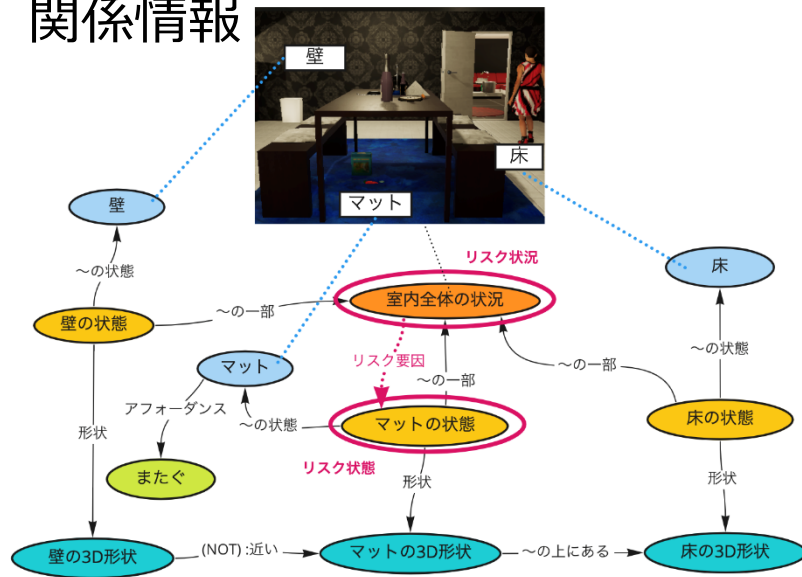 関係情報
壁
床
マット
壁
リスク状況
床
〜の状態
室内全体の状況
〜の一部
壁の状態
リスク要因
〜の状態
マット
〜の一部
〜の一部
アフォーダンス
〜の状態
マットの状態
床の状態
形状
リスク状態
またぐ
形状
形状
壁の3D形状
(NOT) :近い
マットの3D形状
〜の上にある
床の3D形状